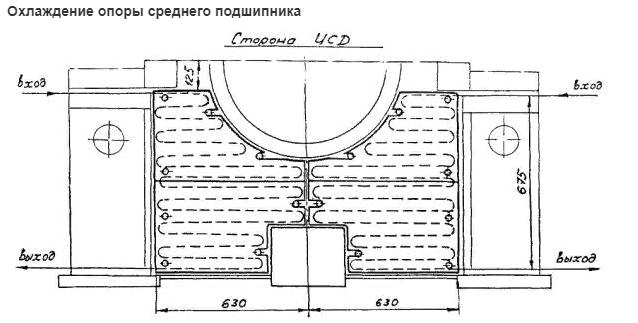 Охлаждение опоры среднего подшипника
Сторона ЦСД
125
вход
вход
675
выход
выход
630
630